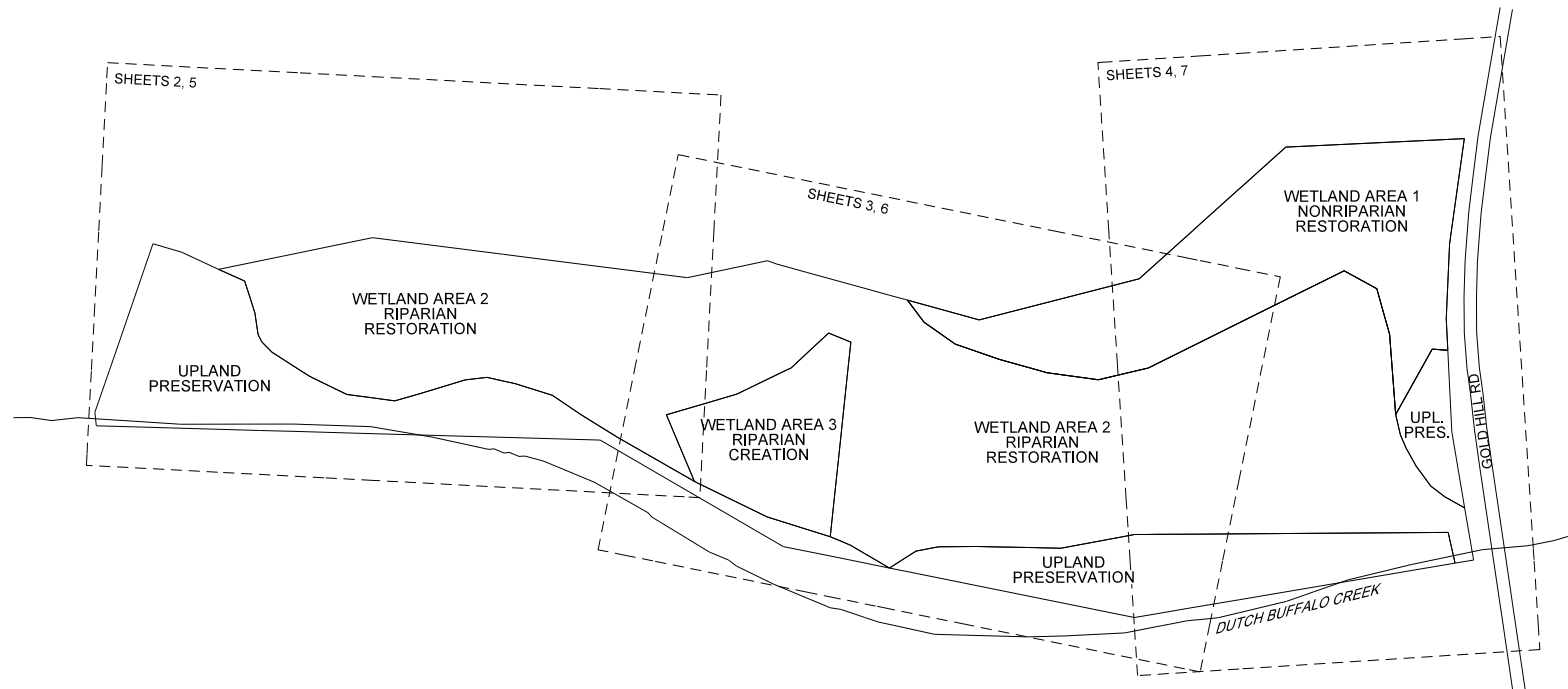 SHEETS 2, 5
SHEETS 4, 7
SHEETS 3, 6
WETLAND AREA 1
NONRIPARIAN
RESTORATION
WETLAND AREA 2
RIPARIAN
RESTORATION
UPLAND
PRESERVATION
WETLAND AREA 3
RIPARIAN
CREATION
WETLAND AREA 2
RIPARIAN
RESTORATION
UPL.
PRES.
GOLD HILL RD
UPLAND
PRESERVATION
DUTCH BUFFALO CREEK